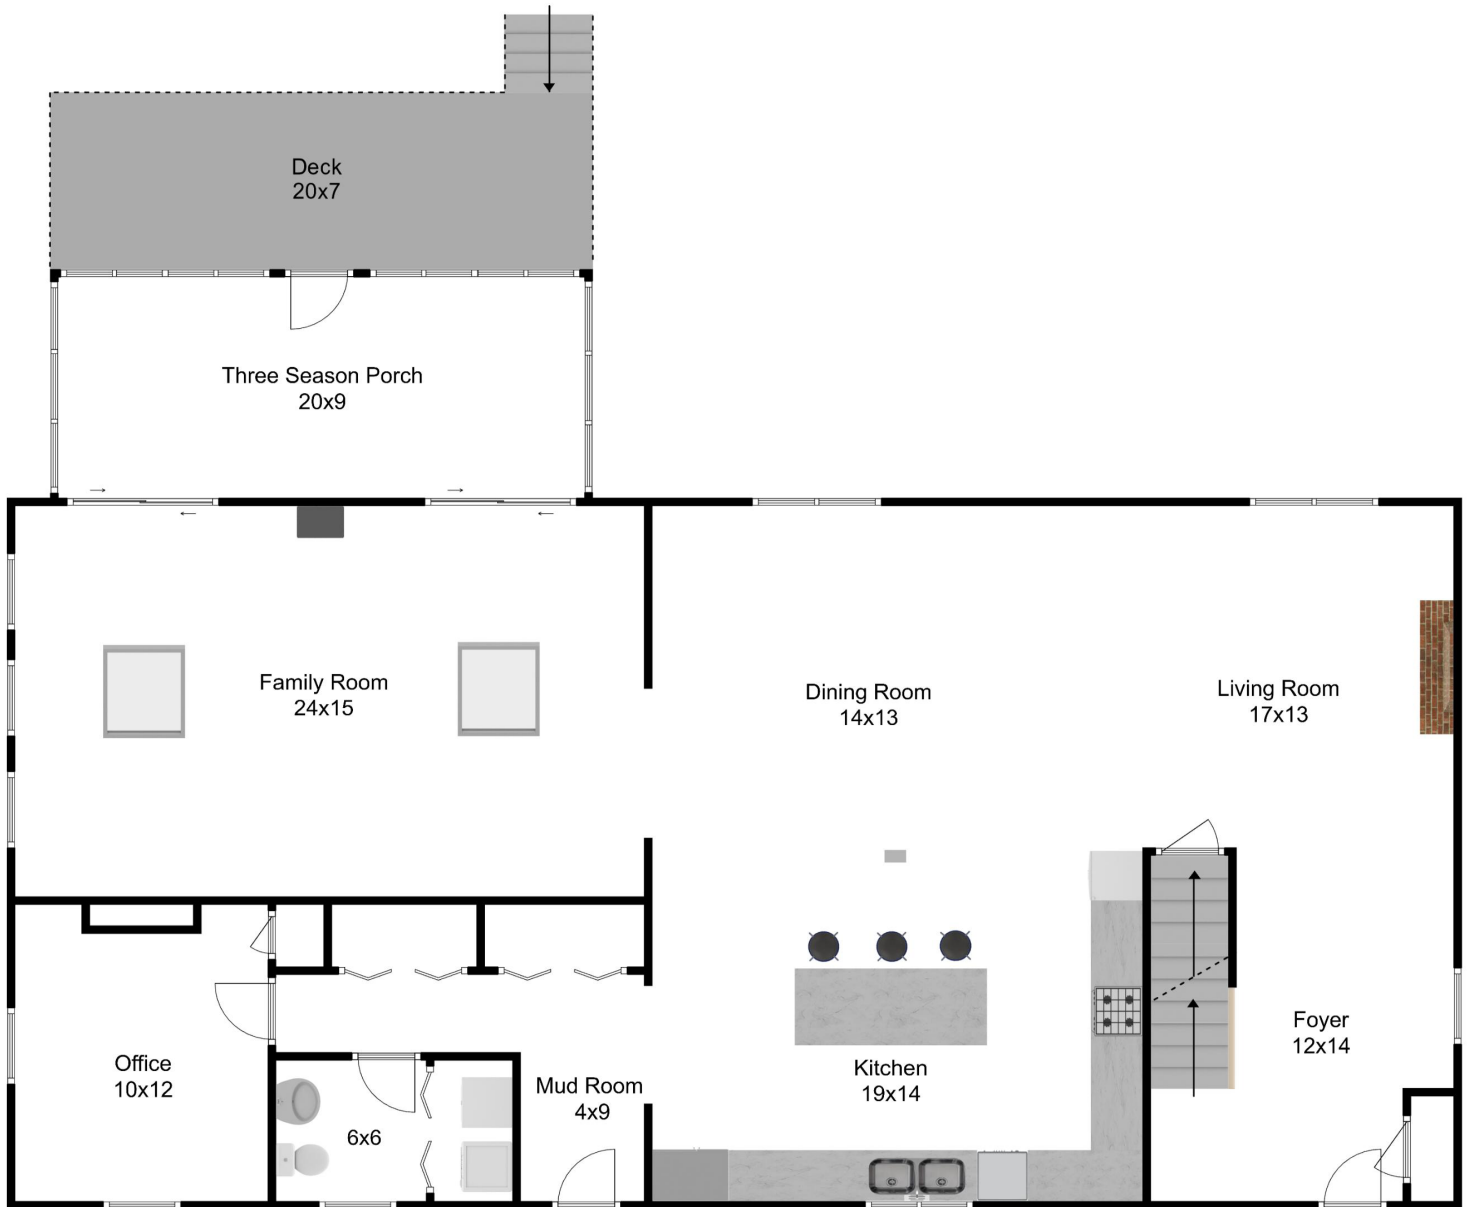 Deck
20x7
Three Season Porch
20x9
Family Room
24x15
Dining Room
14x13
Living Room
17x13
Office
10x12
6x6
Mud Room
4x9
Kitchen
19x14
Foyer
12x14